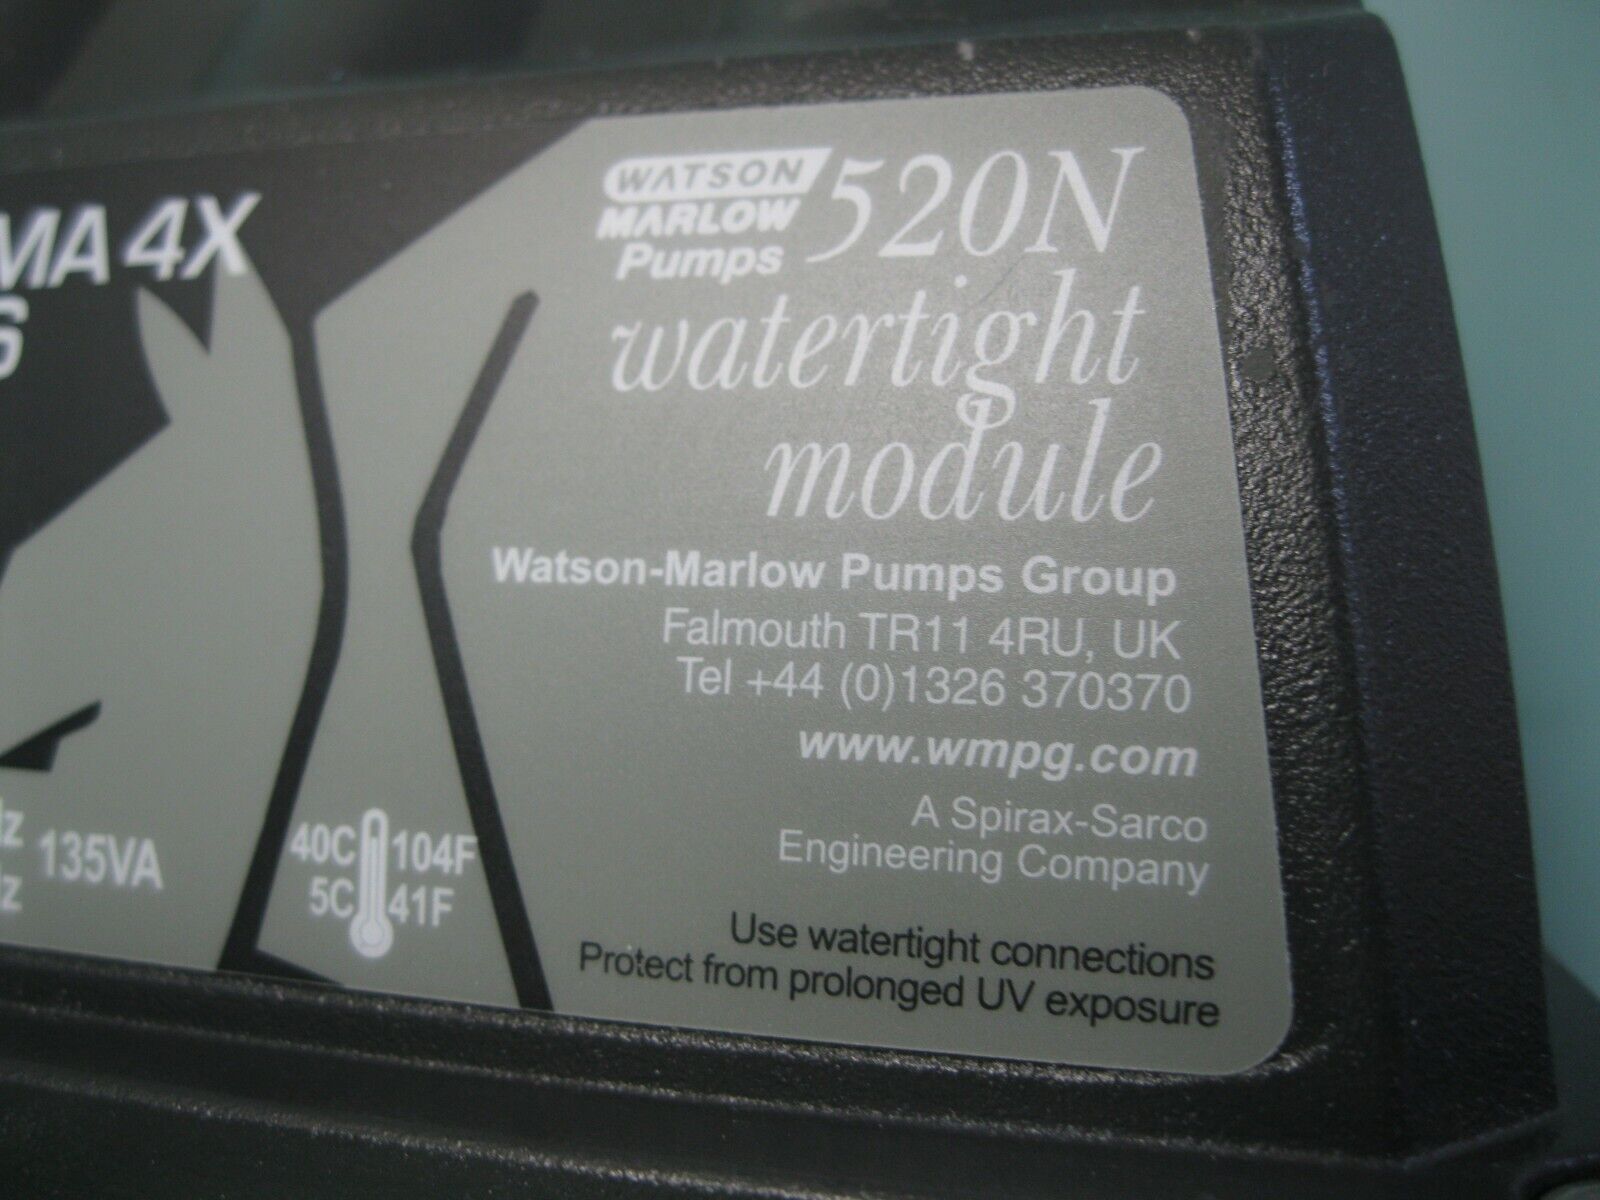 MA 4X
6
WATSON
MARLOW
Pumps
520N
watertight
module
Watson-Marlow Pumps Group
Falmouth TR11 4RU, UK
Tel +44 (0)1326 370370
www.wmpg.com
A Spirax-Sarco
Engineering Company
Use watertight connections
Protect from prolonged UV exposure
z
z
135VA
40C 104F
5C 41F